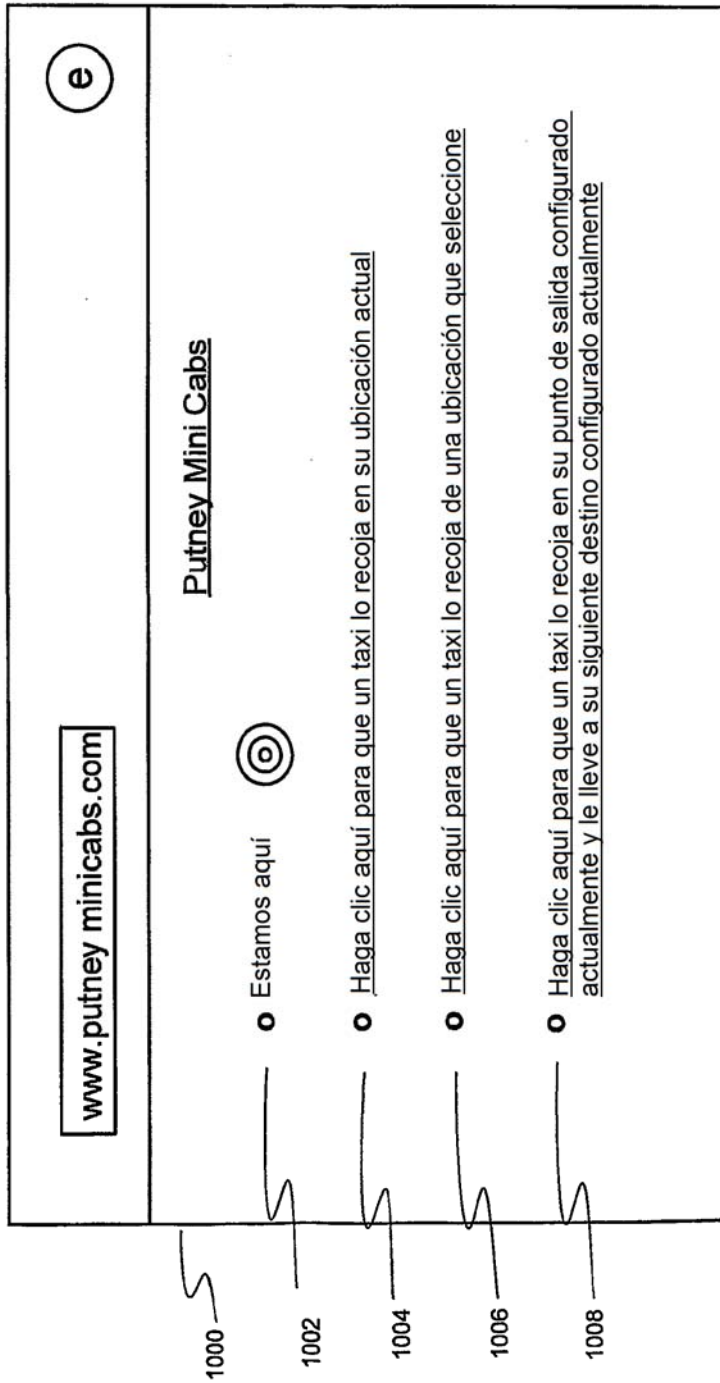 www.putney minicabs.com
e
Putney Mini Cabs
Estamos aquí
Haga clic aquí para que un taxi lo recoja en su ubicación actual
Haga clic aquí para que un taxi lo recoja de una ubicación que seleccione
Haga clic aquí para que un taxi lo recoja en su punto de salida configurado
actualmente y le lleve a su siguiente destino configurado actualmente
1000
1002
1004
1006
1008